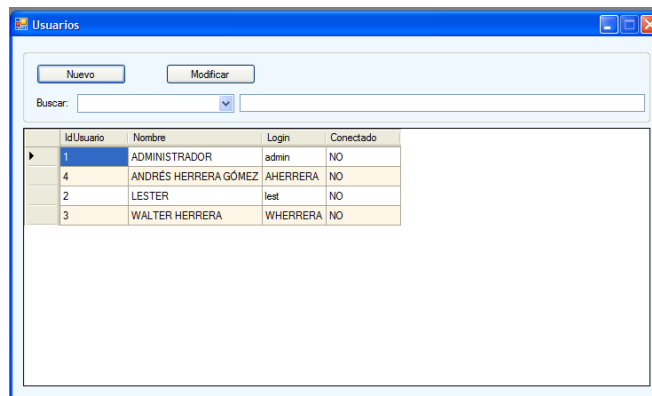 Usuarios
Nuevo Modificar
Buscar:
IdUsuario Nombre Login Conectado
1 ADMINISTRADOR admin NO
4 ANDRÉS HERRERA GÓMEZ AHERRERA NO
2 LESTER lest NO
3 WALTER HERRERA WHERRERA NO